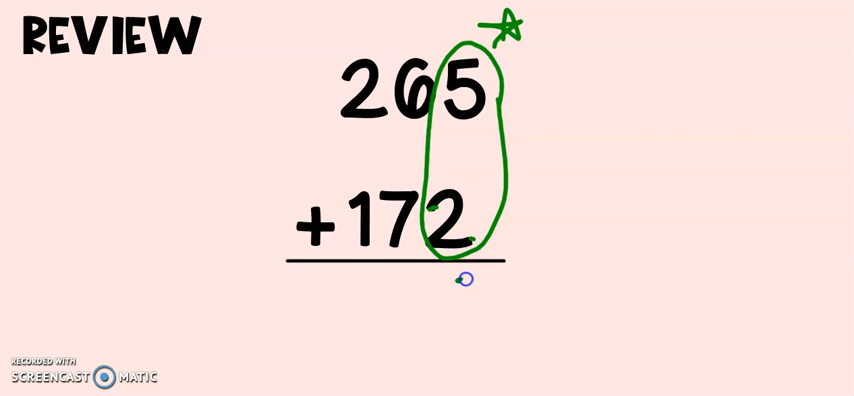 REVIEW
265
+172
RECORDED WITH
SCREENCAST MATIC